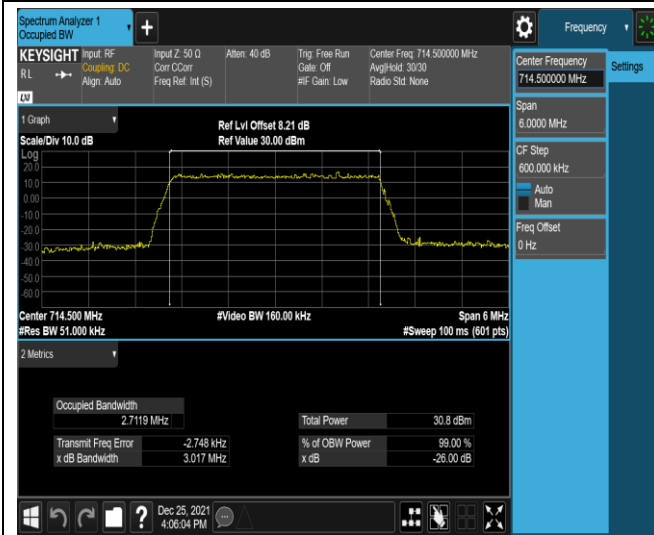 Spectrum Analyzer 1
Occupied BW
+
Frequency
KEYSIGHT
RL
LXI
Input: RF
Coupling: DC
Align: Auto
Input Z: 50 Ω
Corr CCorr
Freq Ref: Int (S)
Atten: 40 dB
Trig: Free Run
Gate: Off
#IF Gain: Low
Center Freq: 714.500000 MHz
Avg|Hold: 30/30
Radio Std: None
Center Frequency
714.500000 MHz
Settings
Span
6.0000 MHz
CF Step
600.000 kHz
Auto
Man
Freq Offset
0 Hz
1 Graph
Scale/Div 10.0 dB
Ref Lvl Offset 8.21 dB
Ref Value 30.00 dBm
Log
20.0
10.0
0.00
-10.0
-20.0
-30.0
-40.0
-50.0
-60.0
Center 714.500 MHz
#Video BW 160.00 kHz
Span 6 MHz
#Res BW 51.000 kHz
#Sweep 100 ms (601 pts)
2 Metrics
Occupied Bandwidth
2.7119 MHz
Total Power 30.8 dBm
Transmit Freq Error -2.748 kHz
% of OBW Power 99.00 %
x dB Bandwidth 3.017 MHz
x dB -26.00 dB
?
Dec 25, 2021
4:06:04 PM